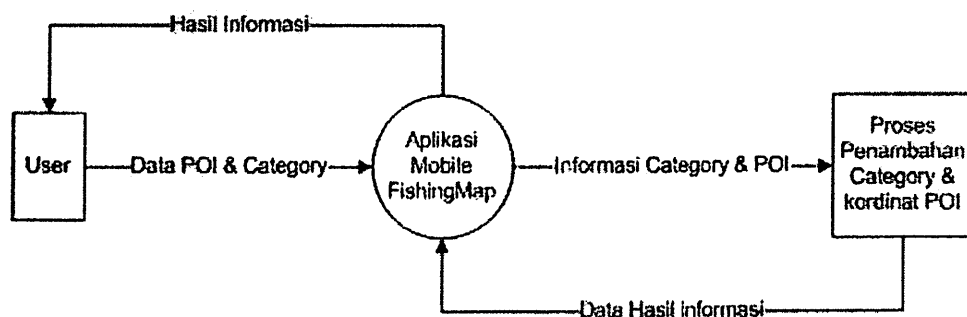 Hasil Informasi
User
Data POI & Category
Aplikasi
Mobile
FishingMap
Informasi Category & POI
Proses
Penambahan
Category &
kordinat POI
Data Hasil informasi